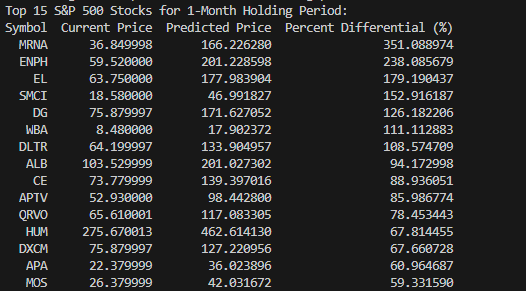 Top 15 S&P 500 Stocks for 1-Month Holding Period:
Symbol Current Price Predicted Price Percent Differential (%)
MRNA 36.849998 166.226280 351.088974
ENPH 59.520000 201.228598 238.085679
EL 63.750000 177.983904 179.190437
SMCI 18.580000 46.991827 152.916187
DG 75.879997 171.627052 126.182206
WBA 8.480000 17.902372 111.112883
DLTR 64.199997 133.904957 108.574709
ALB 103.529999 201.027302 94.172998
CE 73.779999 139.397016 88.936051
APTV 52.930000 98.442800 85.986774
QRVO 65.610001 117.083305 78.453443
HUM 275.670013 462.614130 67.814455
DXCM 75.879997 127.220956 67.660728
APA 22.379999 36.023896 60.964687
MOS 26.379999 42.031672 59.331590